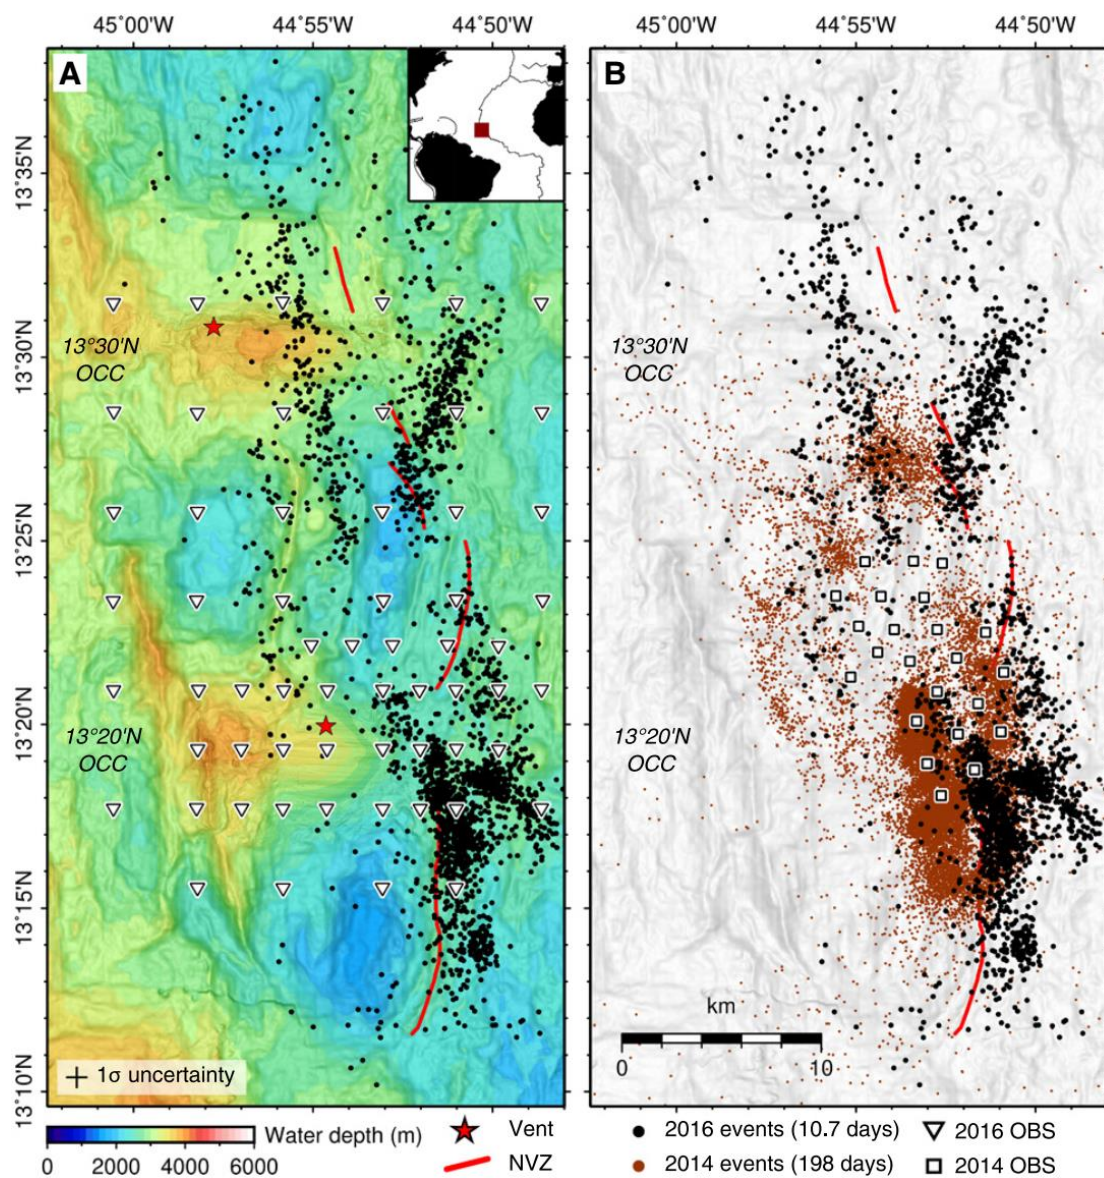 45°00'W 44°55'W 44°50'W 45°00'W 44°55'W 44°50'W
A
B
13°35'N
13°30'N
13°25'N
13°20'N
13°15'N
13°10'N
13°30'N
OCC
13°20'N
OCC
1σ uncertainty
13°30'N
OCC
13°20'N
OCC
km
0 10
Water depth (m)
0 2000 4000 6000
Vent
NVZ
2016 events (10.7 days)
2014 events (198 days)
2016 OBS
2014 OBS